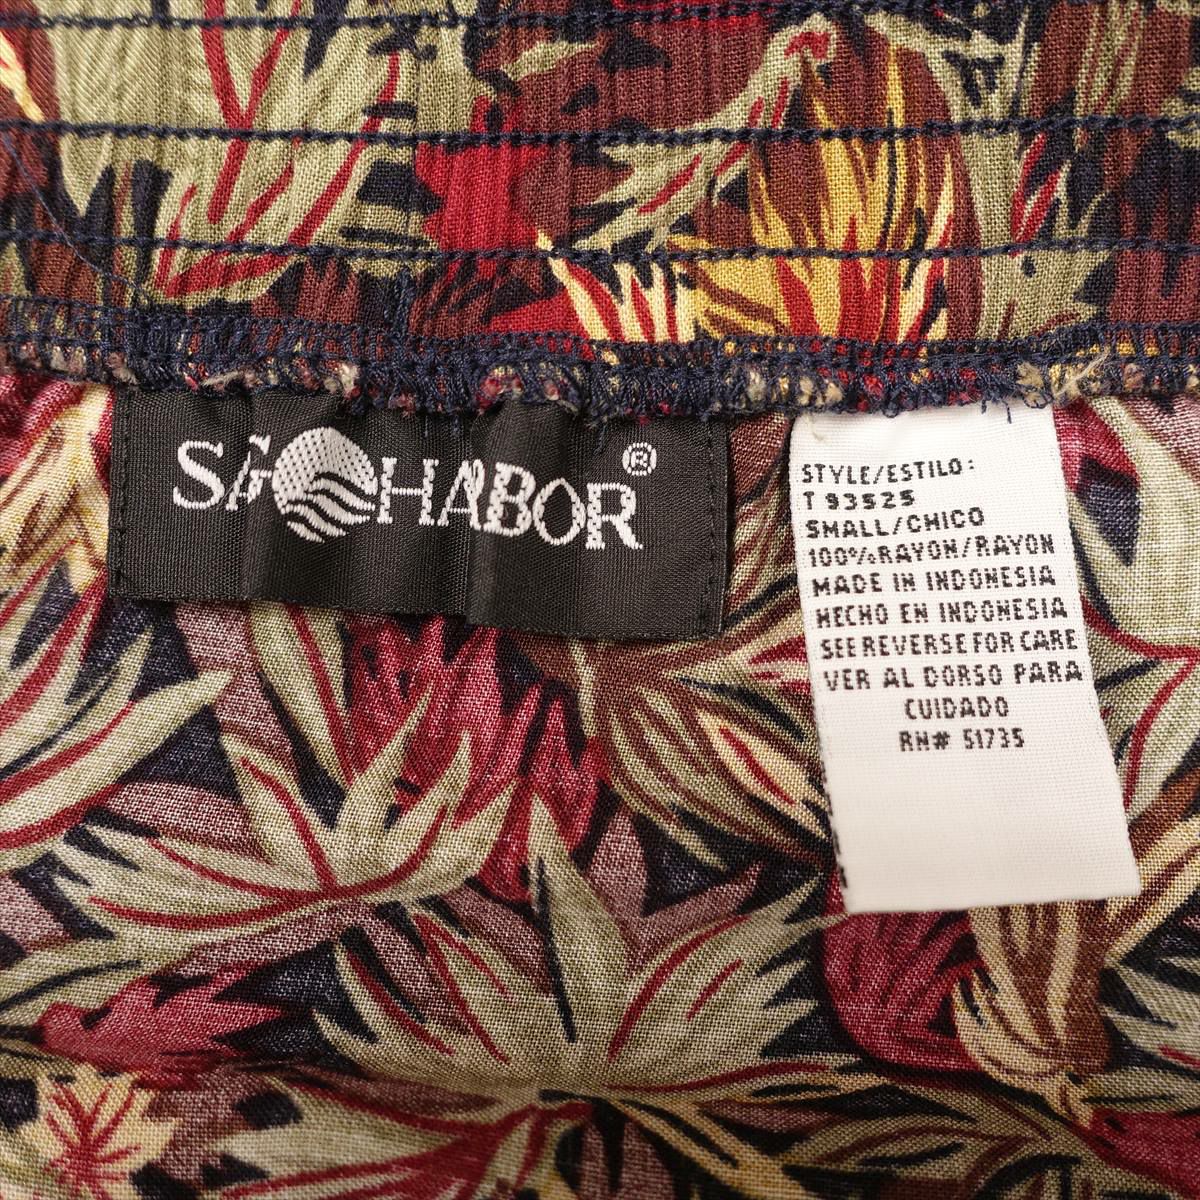 SAG HARBOR®
STYLE/ESTILO:
T 93525
SMALL/CHICO
100%RAYON/RAYON
MADE IN INDONESIA
HECHO EN INDONESIA
SEE REVERSE FOR CARE
VER AL DORSO PARA
CUIDADO
RN# 51735